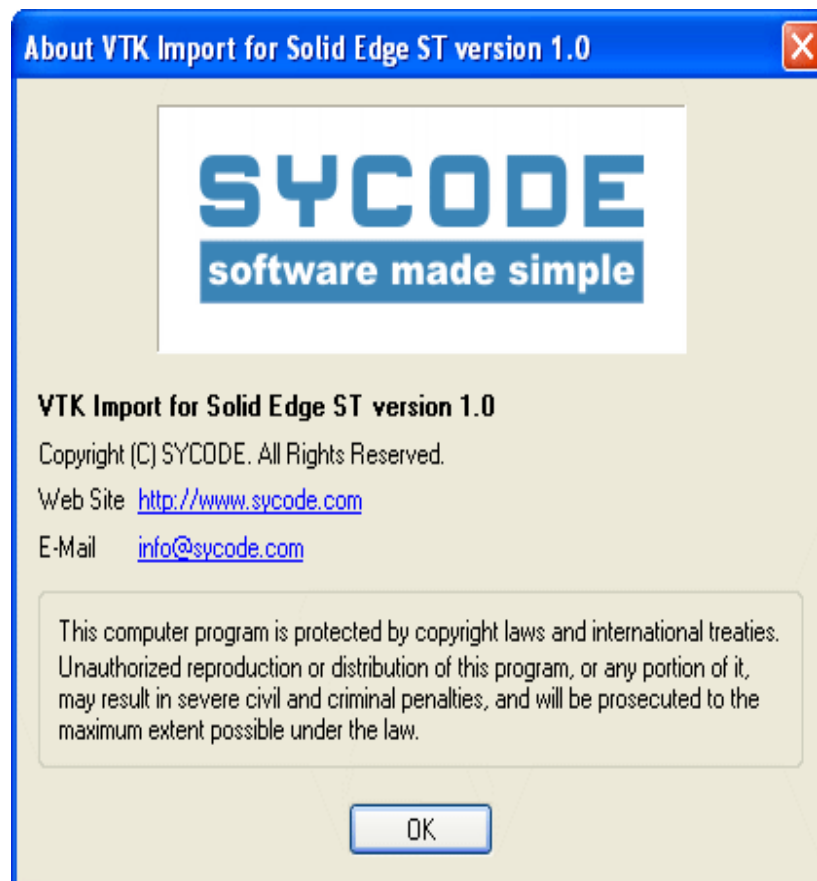 About VTK Import for Solid Edge ST version 1.0
SYCODE
software made simple
VTK Import for Solid Edge ST version 1.0
Copyright (C) SYCODE. All Rights Reserved.
Web Site http://www.sycode.com
E-Mail info@sycode.com
This computer program is protected by copyright laws and international treaties.
Unauthorized reproduction or distribution of this program, or any portion of it,
may result in severe civil and criminal penalties, and will be prosecuted to the
maximum extent possible under the law.
OK